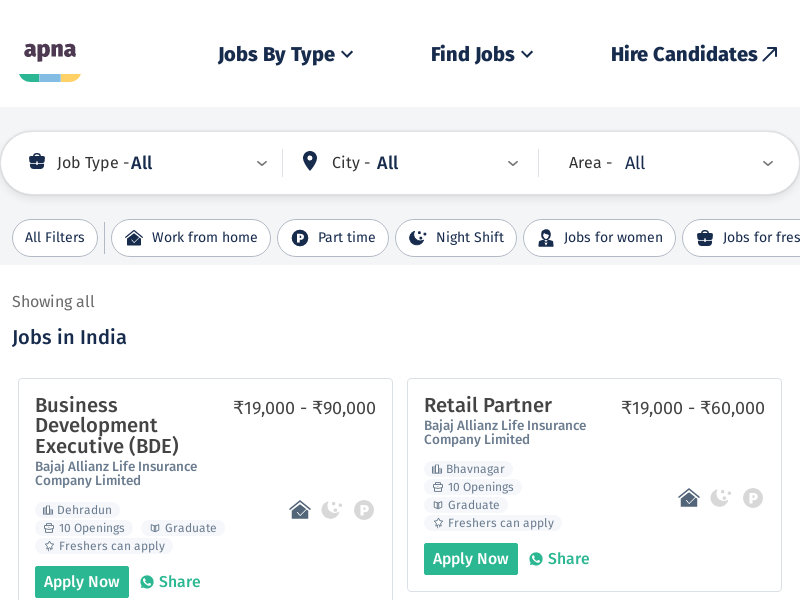 apna
Jobs By Type
Find Jobs
Hire Candidates
Job Type - All
City - All
Area - All
All Filters
Work from home
Part time
Night Shift
Jobs for women
Jobs for fres
Showing all
Jobs in India
Business
Development
Executive (BDE)
₹19,000 - ₹90,000
Bajaj Allianz Life Insurance
Company Limited
Dehradun
10 Openings
Graduate
Freshers can apply
P
Apply Now
Share
Retail Partner
₹19,000 - ₹60,000
Bajaj Allianz Life Insurance
Company Limited
Bhavnagar
10 Openings
Graduate
Freshers can apply
P
Apply Now
Share